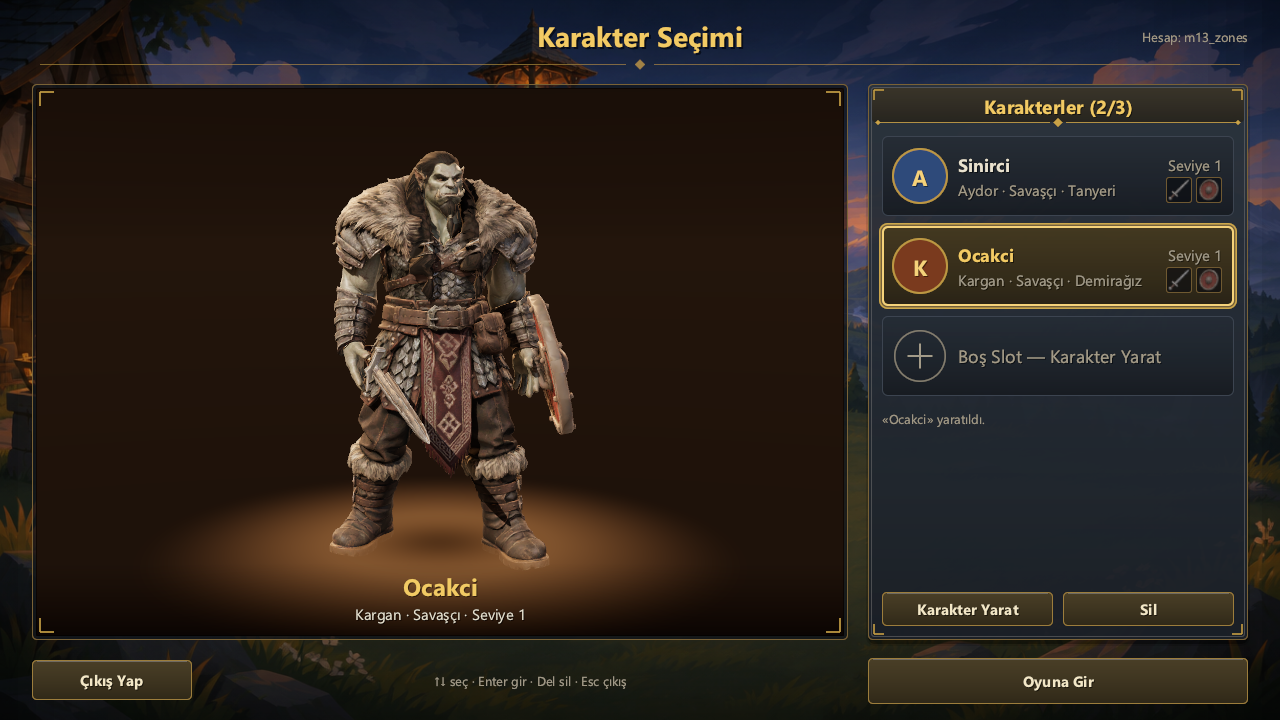 Karakter Seçimi
Hesap: m13_zones
Ocakci
Kargan · Savaşçı · Seviye 1
Karakterler (2/3)
A
Sinirci
Aydor · Savaşçı · Tanyeri
Seviye 1
K
Ocakci
Kargan · Savaşçı · Demirağız
Seviye 1
Boş Slot — Karakter Yarat
«Ocakci» yaratıldı.
Karakter Yarat
Sil
Çıkış Yap
↑↓ seç · Enter gir · Del sil · Esc çıkış
Oyuna Gir